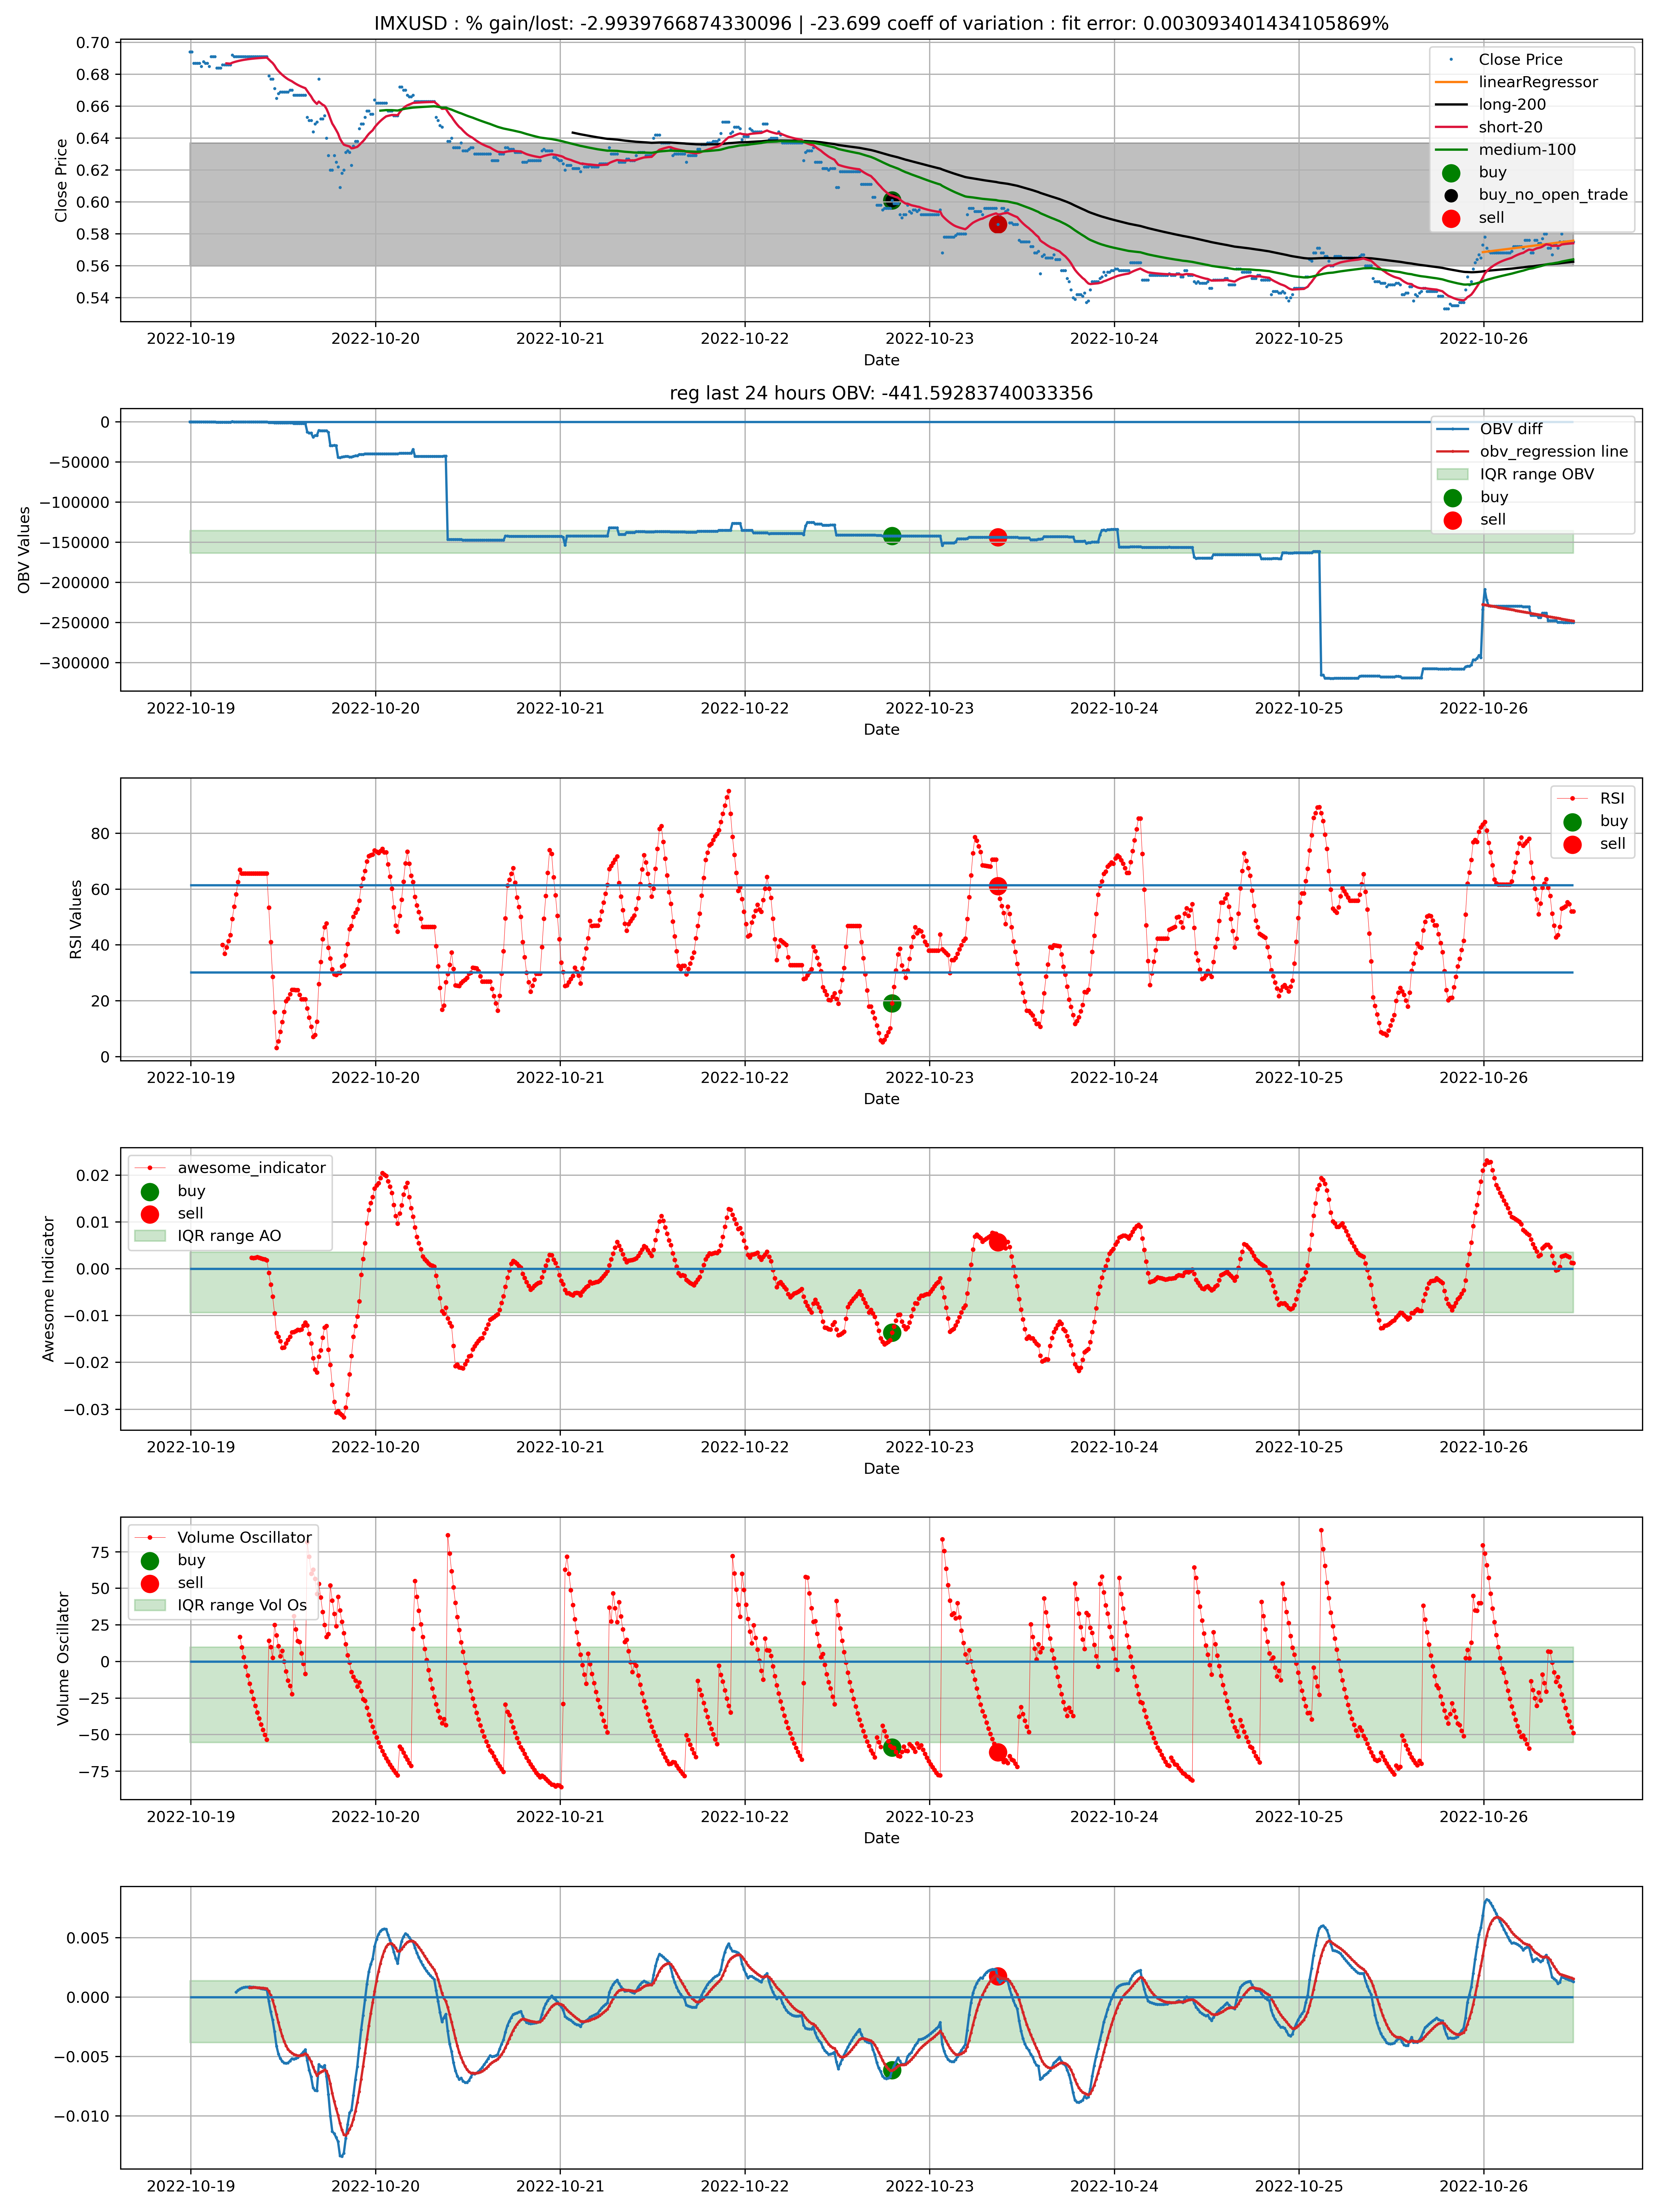 IMXUSD : % gain/lost: -2.9939766874330096 | -23.699 coeff of variation : fit error: 0.003093401434105869%
0.70
0.68
0.66
0.64
0.62
0.60
0.58
0.56
0.54
Close Price
Close Price
linearRegressor
long-200
short-20
medium-100
buy
buy_no_open_trade
sell
2022-10-19 2022-10-20 2022-10-21 2022-10-22 2022-10-23 2022-10-24 2022-10-25 2022-10-26
Date
reg last 24 hours OBV: -441.59283740033356
0
−50000
−100000
−150000
−200000
−250000
−300000
OBV Values
OBV diff
obv_regression line
IQR range OBV
buy
sell
2022-10-19 2022-10-20 2022-10-21 2022-10-22 2022-10-23 2022-10-24 2022-10-25 2022-10-26
Date
80
60
40
20
0
RSI Values
RSI
buy
sell
2022-10-19 2022-10-20 2022-10-21 2022-10-22 2022-10-23 2022-10-24 2022-10-25 2022-10-26
Date
0.02
0.01
0.00
−0.01
−0.02
−0.03
Awesome Indicator
awesome_indicator
buy
sell
IQR range AO
2022-10-19 2022-10-20 2022-10-21 2022-10-22 2022-10-23 2022-10-24 2022-10-25 2022-10-26
Date
75
50
25
0
−25
−50
−75
Volume Oscillator
Volume Oscillator
buy
sell
IQR range Vol Os
2022-10-19 2022-10-20 2022-10-21 2022-10-22 2022-10-23 2022-10-24 2022-10-25 2022-10-26
Date
0.005
0.000
−0.005
−0.010
2022-10-19 2022-10-20 2022-10-21 2022-10-22 2022-10-23 2022-10-24 2022-10-25 2022-10-26